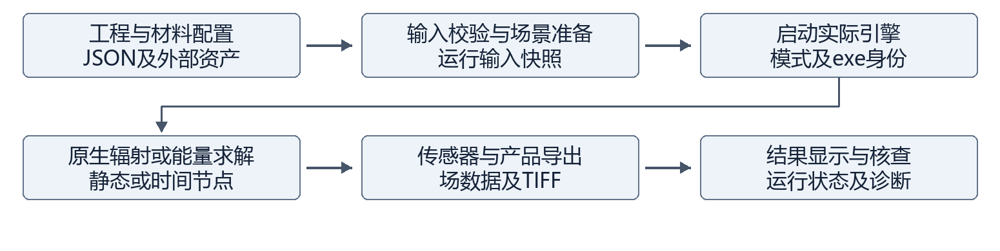 工程与材料配置
JSON及外部资产
输入校验与场景准备
运行输入快照
启动实际引擎
模式及exe身份
原生辐射或能量求解
静态或时间节点
传感器与产品导出
场数据及TIFF
结果显示与核查
运行状态及诊断